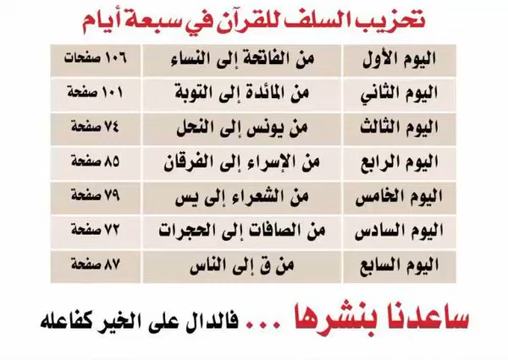 تحزيب السلف للقرآن في سبعة أيام
اليوم الأول من الفاتحة إلى النساء ١٠٦ صفحات
اليوم الثاني من المائدة إلى التوبة ١٠١ صفحة
اليوم الثالث من يونس إلى النحل ٧٤ صفحة
اليوم الرابع من الإسراء إلى الفرقان ٨٥ صفحة
اليوم الخامس من الشعراء إلى يس ٧٩ صفحة
اليوم السادس من الصافات إلى الحجرات ٧٢ صفحة
اليوم السابع من ق إلى الناس ٨٧ صفحة
ساعدنا بنشرها ... فالدال على الخير كفاعله